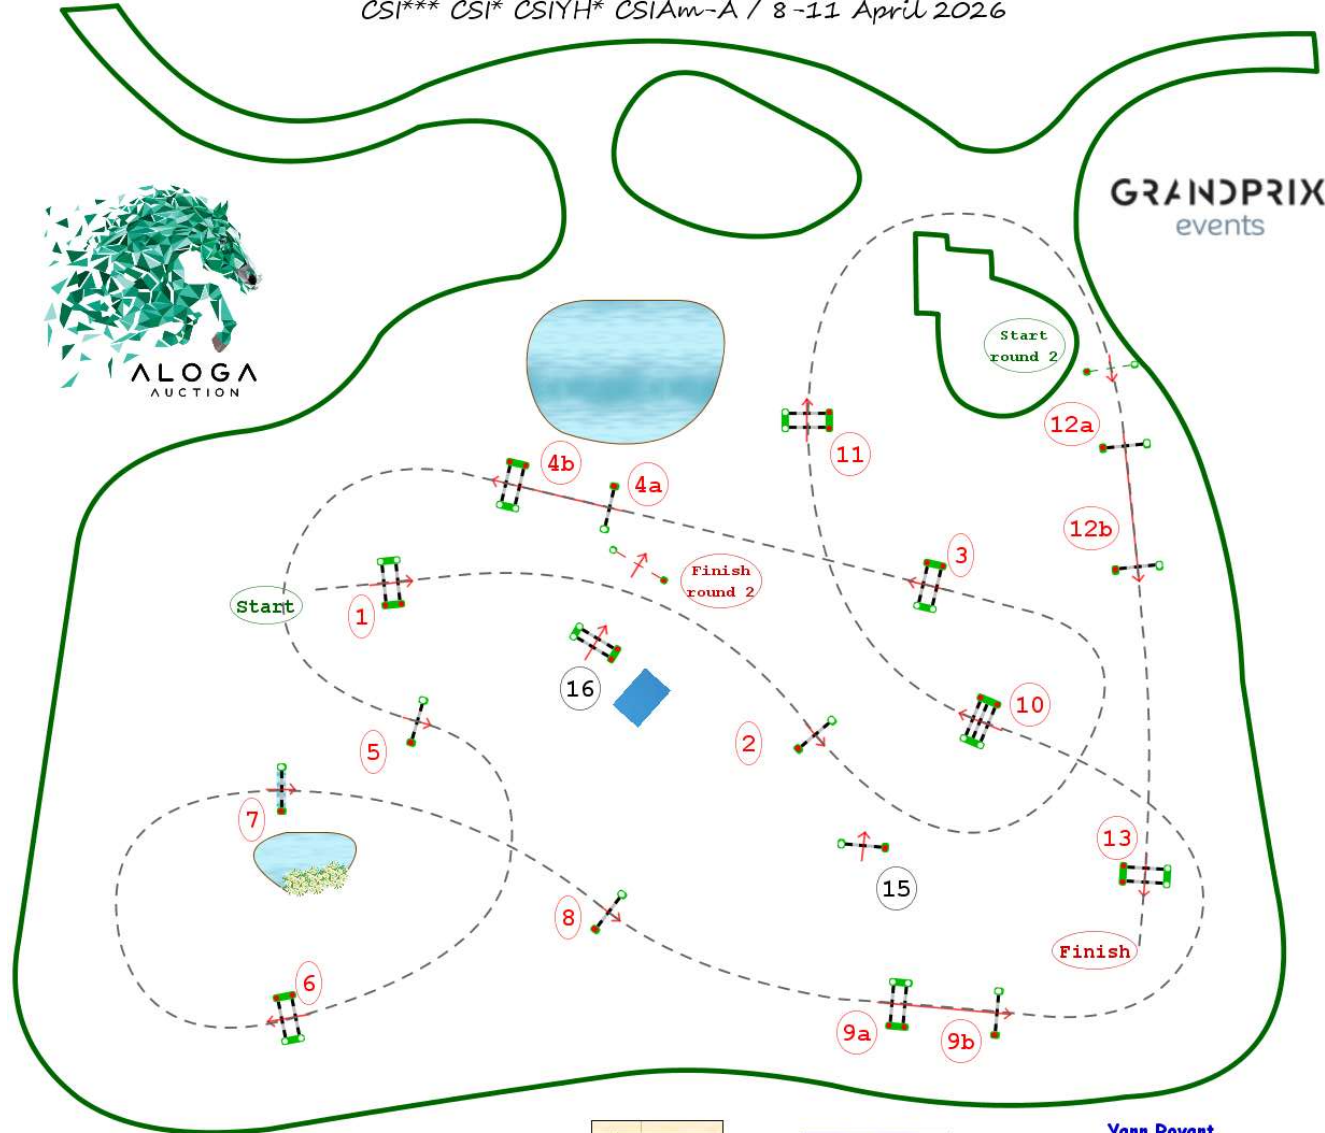 CSI*** CSI* CSIYH* CSIAm-A / 8-11 April 2026
GRANDPRIX
events
ALOGA
AUCTION
Start
round 2
12a
11
4b
4a
12b
3
Finish
round 2
Start
1
16
10
2
5
7
13
15
8
Finish
6
9a
9b
Yann Royant